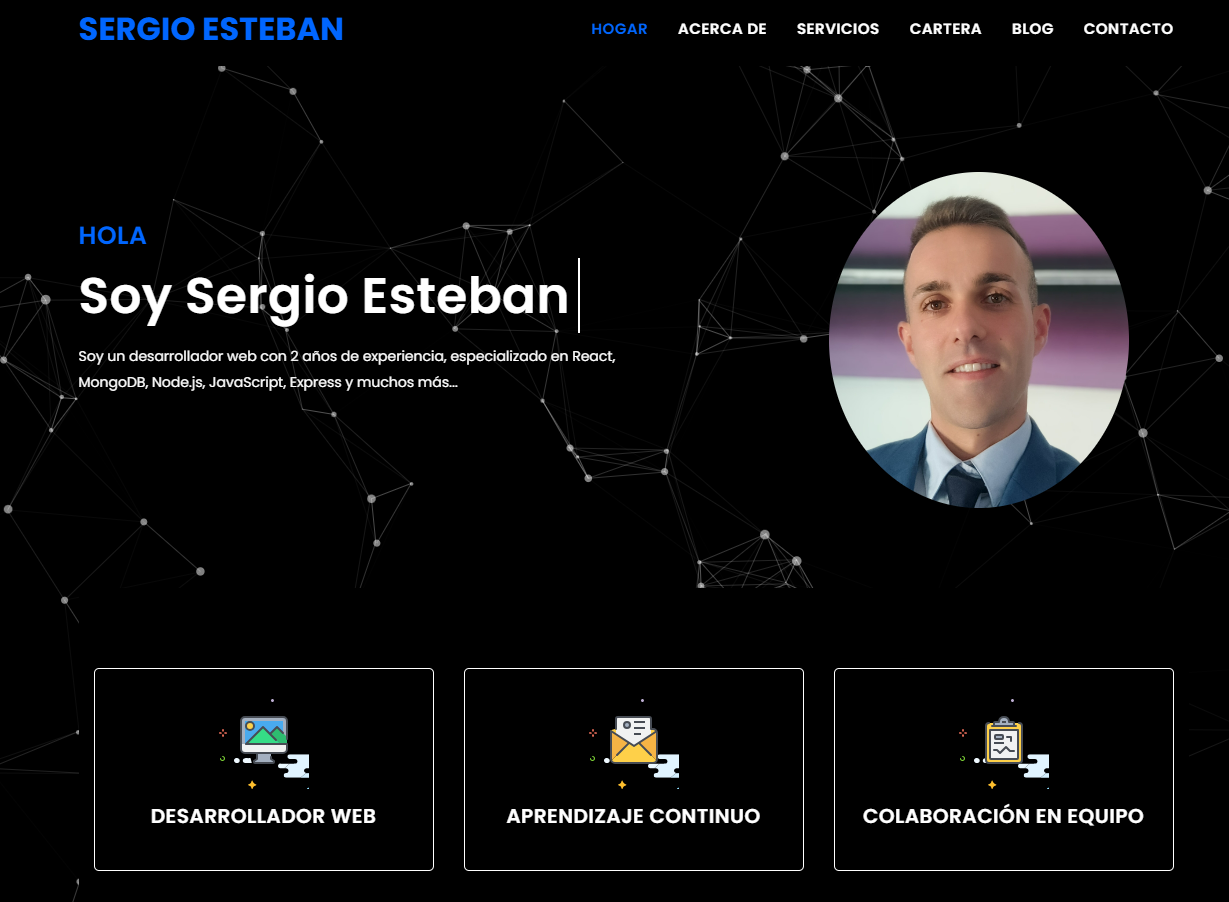 SERGIO ESTEBAN
HOGAR ACERCA DE SERVICIOS CARTERA BLOG CONTACTO
HOLA
Soy Sergio Esteban
Soy un desarrollador web con 2 años de experiencia, especializado en React,
MongoDB, Node.js, JavaScript, Express y muchos más...
DESARROLLADOR WEB
APRENDIZAJE CONTINUO
COLABORACIÓN EN EQUIPO